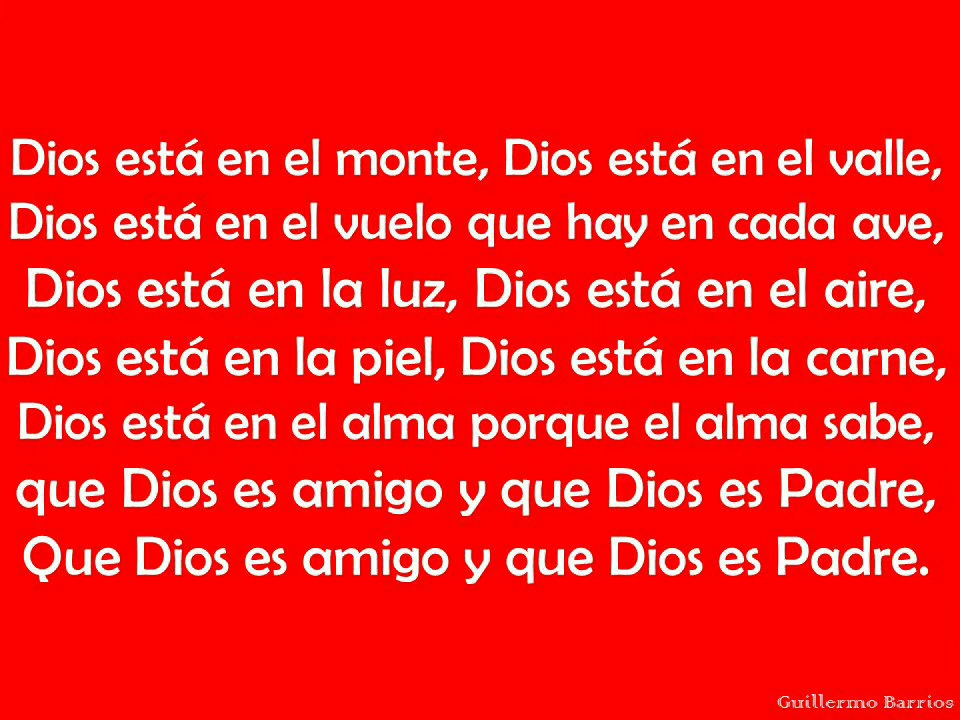 Dios está en el monte, Dios está en el valle,
Dios está en el vuelo que hay en cada ave,
Dios está en la luz, Dios está en el aire,
Dios está en la piel, Dios está en la carne,
Dios está en el alma porque el alma sabe,
que Dios es amigo y que Dios es Padre,
Que Dios es amigo y que Dios es Padre.
Guillermo Barrios